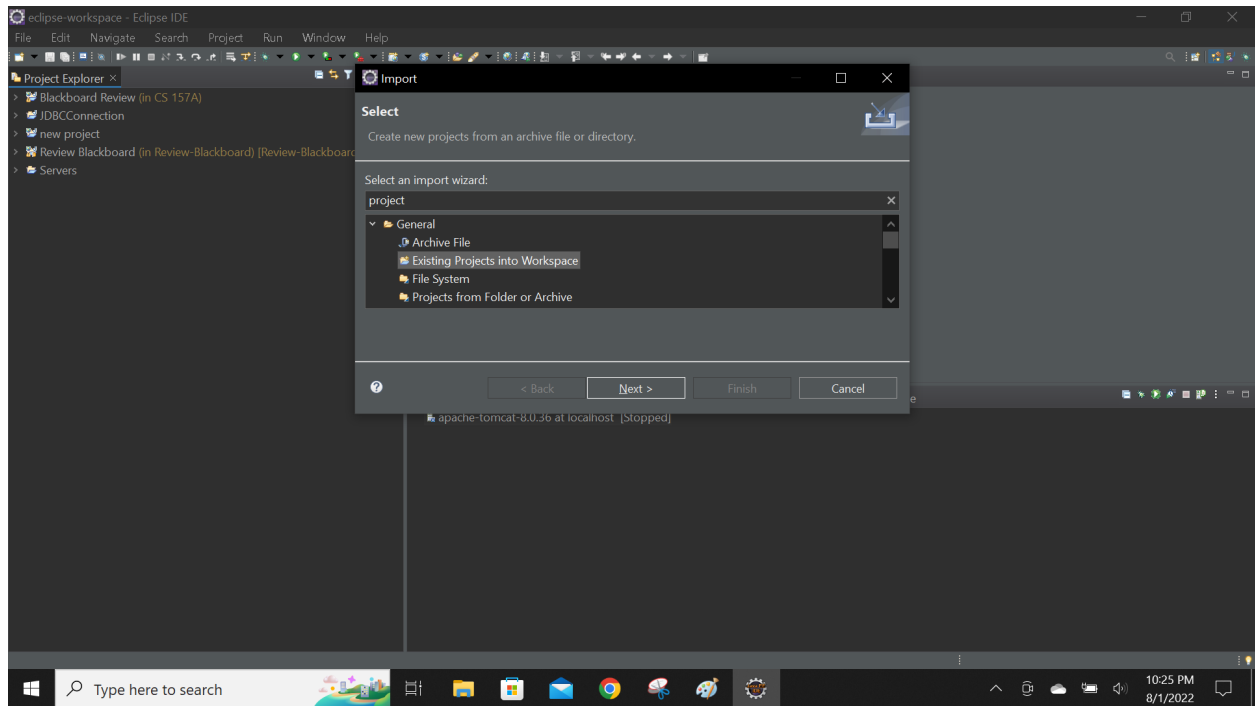 eclipse-workspace - Eclipse IDE
File Edit Navigate Search Project Run Window Help
Project Explorer
Blackboard Review (in CS 157A)
JDBCConnection
new project
Review Blackboard (in Review-Blackboard) [Review-Blackboard
Servers
Import
Select
Create new projects from an archive file or directory.
Select an import wizard:
project
General
Archive File
Existing Projects into Workspace
File System
Projects from Folder or Archive
< Back Next > Finish Cancel
apache-tomcat-8.0.36 at localhost [Stopped]
Type here to search
10:25 PM
8/1/2022